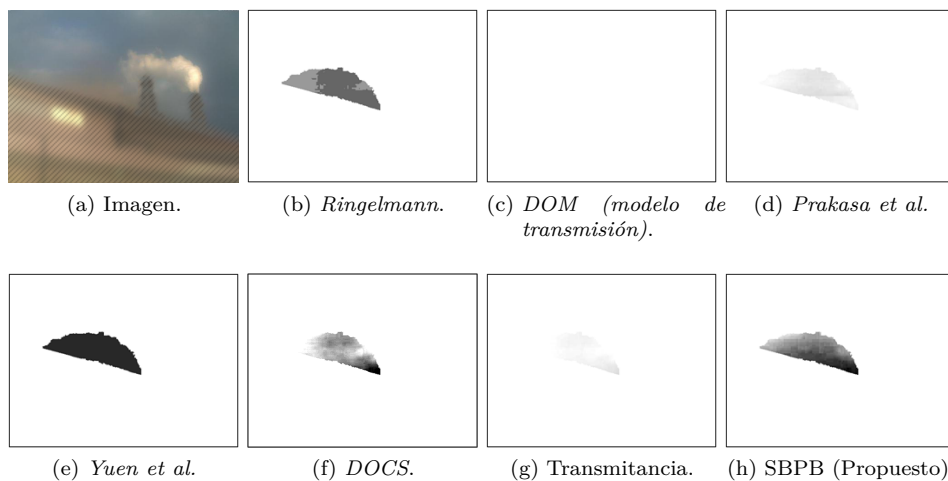 (a) Imagen.
(b) Ringelmann.
(c) DOM (modelo de
transmisión).
(d) Prakasa et al.
(e) Yuen et al.
(f) DOCS.
(g) Transmitancia.
(h) SBPB (Propuesto)